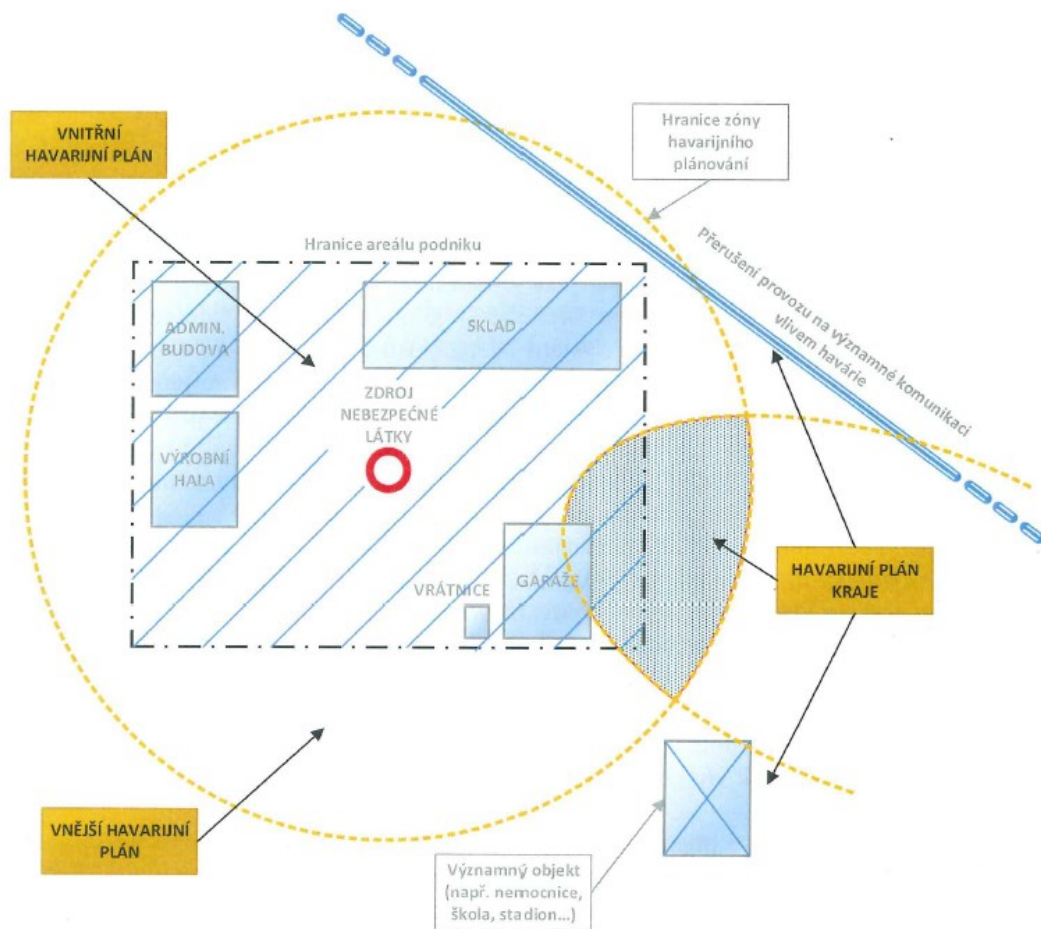 VNITŘNÍ
HAVARIJNÍ PLÁN
Hranice zóny
havarijního
plánování
Hranice areálu podniku
Přerušení provozu na významné komunikaci
vlivem havárie
ADMIN.
BUDOVA
SKLAD
ZDROJ
NEBEZPEČNÉ
LÁTKY
VÝROBNÍ
HALA
HAVARIJNÍ PLÁN
KRAJE
VRÁTNICE
GARÁŽE
VNĚJŠÍ HAVARIJNÍ
PLÁN
Významný objekt
(např. nemocnice,
škola, stadion...)